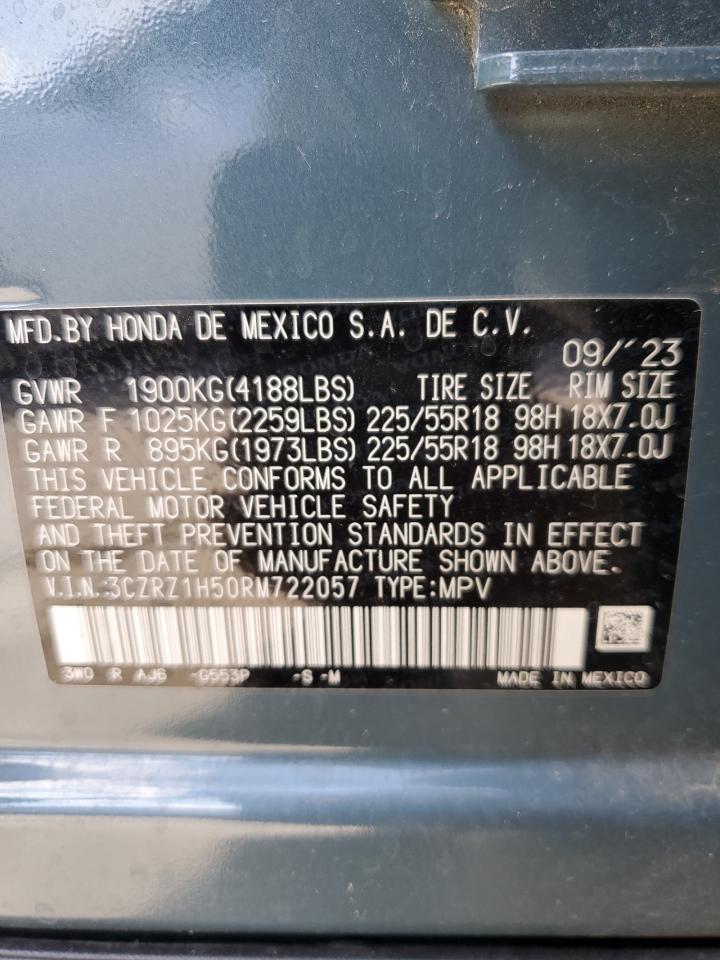 MFD.BY HONDA DE MEXICO S.A. DE C.V.
09/´23
GVWR 1900KG(4188LBS) TIRE SIZE RIM SIZE
GAWR F 1025KG(2259LBS) 225/55R18 98H 18X7.0J
GAWR R 895KG(1973LBS) 225/55R18 98H 18X7.0J
THIS VEHICLE CONFORMS TO ALL APPLICABLE
FEDERAL MOTOR VEHICLE SAFETY
AND THEFT PREVENTION STANDARDS IN EFFECT
ON THE DATE OF MANUFACTURE SHOWN ABOVE.
V.I.N.:3CZRZ1H50RM722057 TYPE:MPV
3W0 R AJ6 -G553P -S -M MADE IN MEXICO